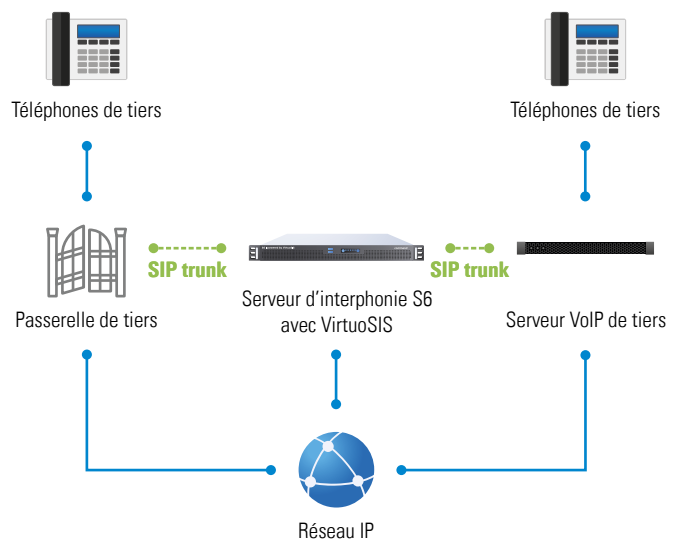 Téléphones de tiers
Téléphones de tiers
SIP trunk
SIP trunk
Passerelle de tiers
Serveur d'interphonie S6
avec VirtuoSIS
Serveur VoIP de tiers
Réseau IP